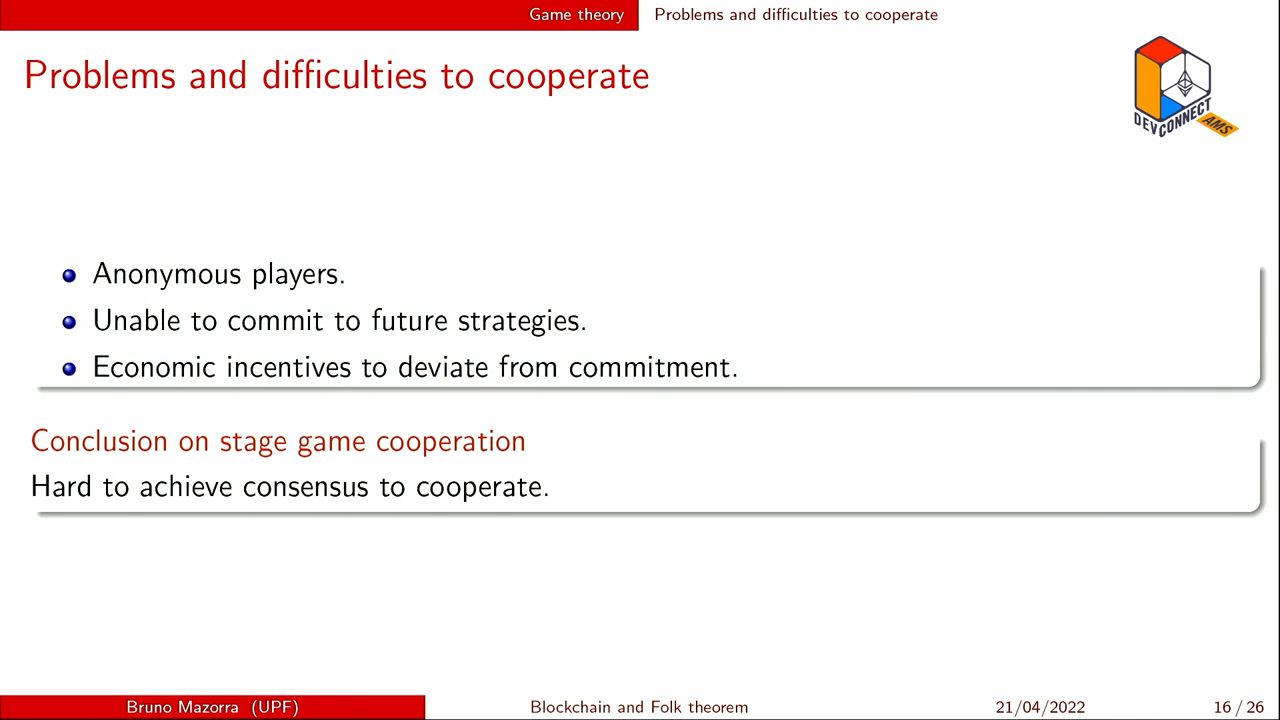 Game theory
Problems and difficulties to cooperate
Problems and difficulties to cooperate
DEVCONNECT
AMS
Anonymous players.
Unable to commit to future strategies.
Economic incentives to deviate from commitment.
Conclusion on stage game cooperation
Hard to achieve consensus to cooperate.
Bruno Mazorra (UPF)
Blockchain and Folk theorem
21/04/2022
16 / 26